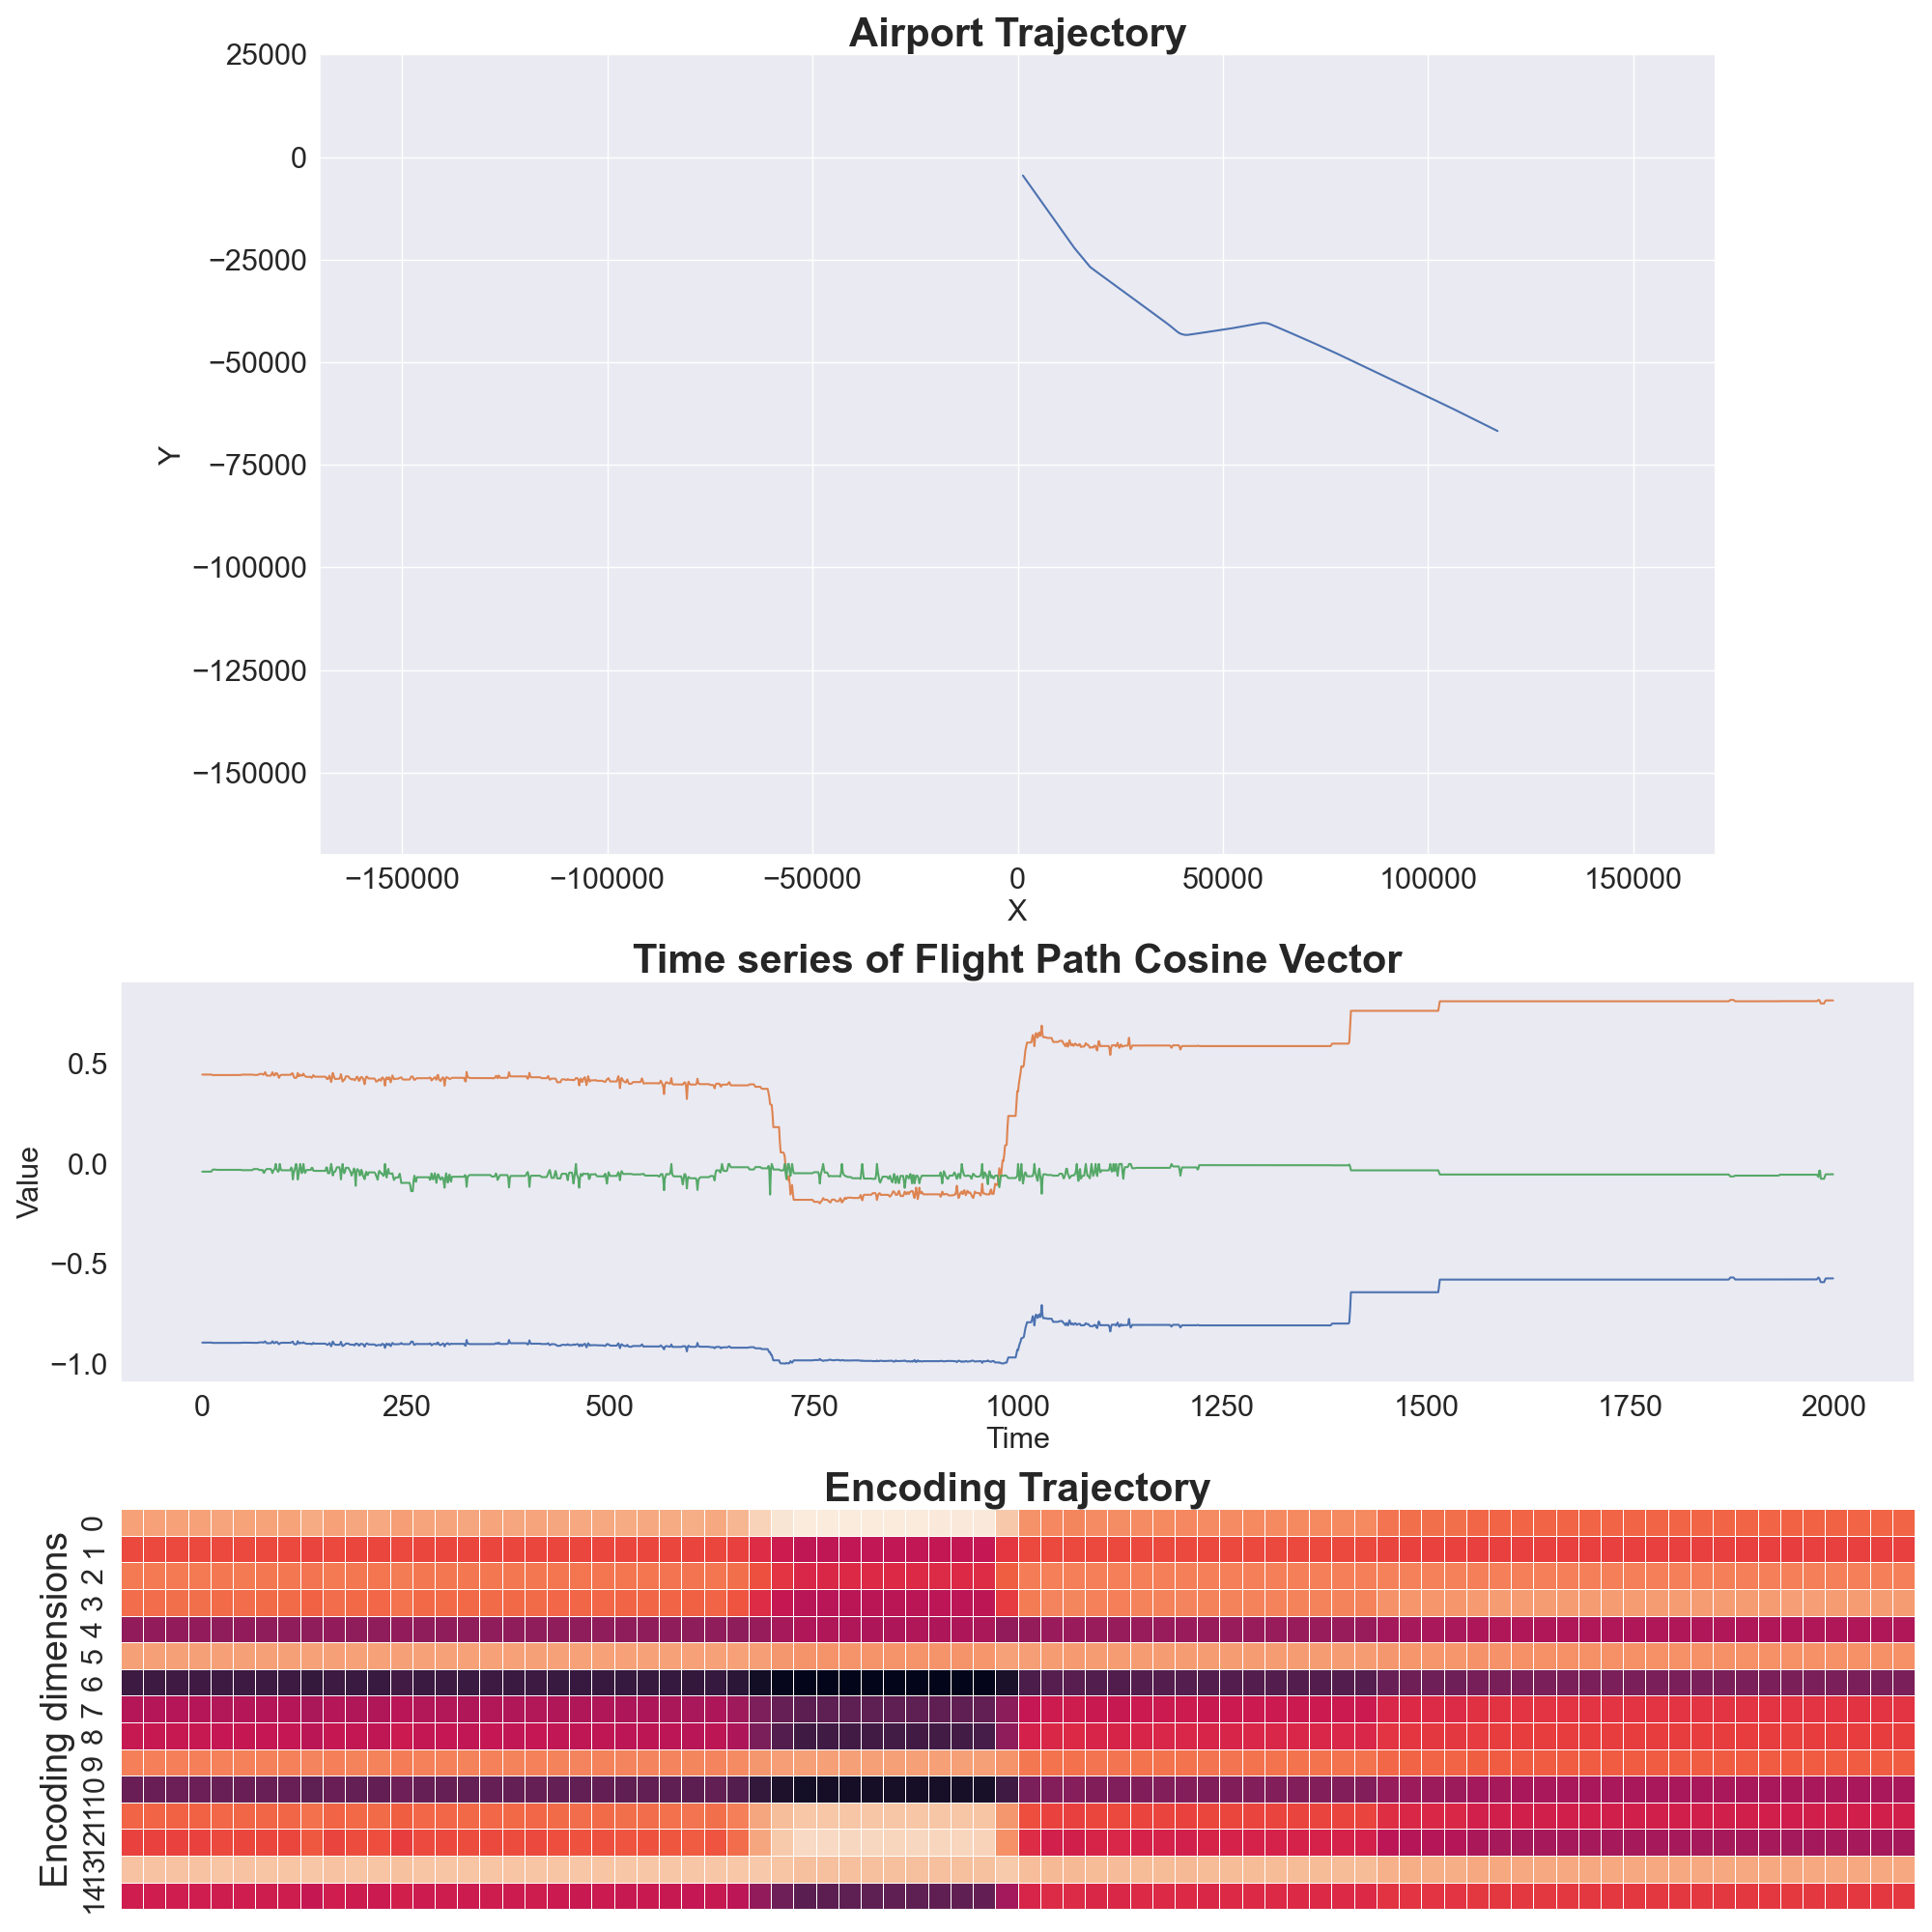 Airport Trajectory
25000
0
−25000
−50000
−75000
−100000
−125000
−150000
Y
−150000 −100000 −50000 0 50000 100000 150000
X
Time series of Flight Path Cosine Vector
0.5
0.0
−0.5
−1.0
Value
0 250 500 750 1000 1250 1500 1750 2000
Time
Encoding Trajectory
Encoding dimensions
0
1
2
3
4
5
6
7
8
9
10
11
12
13
14